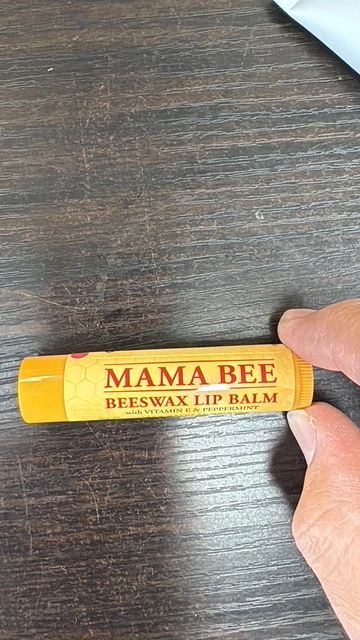 MAMA BEE
BEESWAX LIP BALM
with VITAMIN E & PEPPERMINT